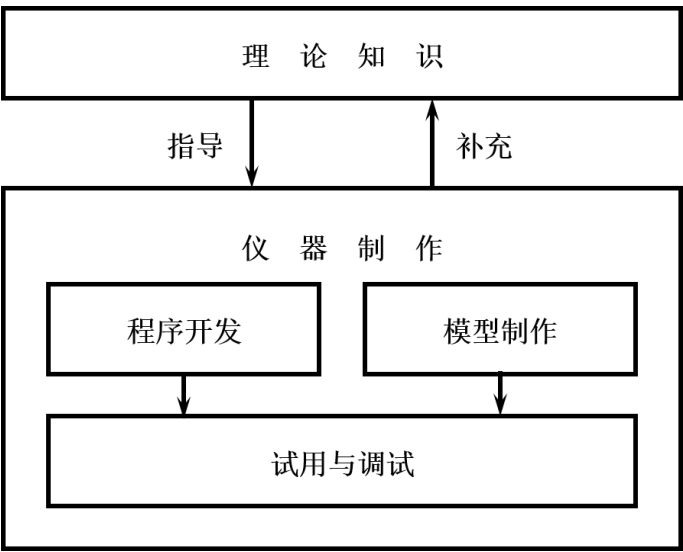 理论知识
指导
补充
仪器制作
程序开发
模型制作
试用与调试